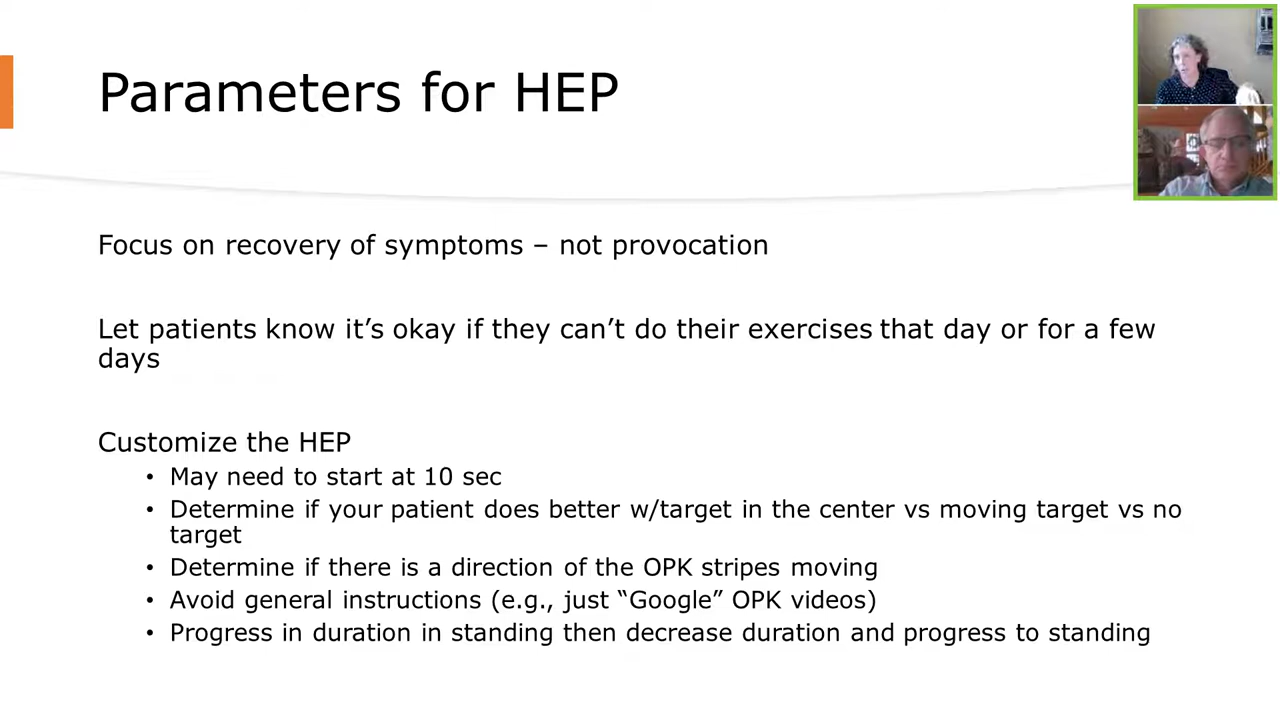 Parameters for HEP
Focus on recovery of symptoms – not provocation
Let patients know it’s okay if they can’t do their exercises that day or for a few
days
Customize the HEP
• May need to start at 10 sec
• Determine if your patient does better w/target in the center vs moving target vs no
target
• Determine if there is a direction of the OPK stripes moving
• Avoid general instructions (e.g., just “Google” OPK videos)
• Progress in duration in standing then decrease duration and progress to standing